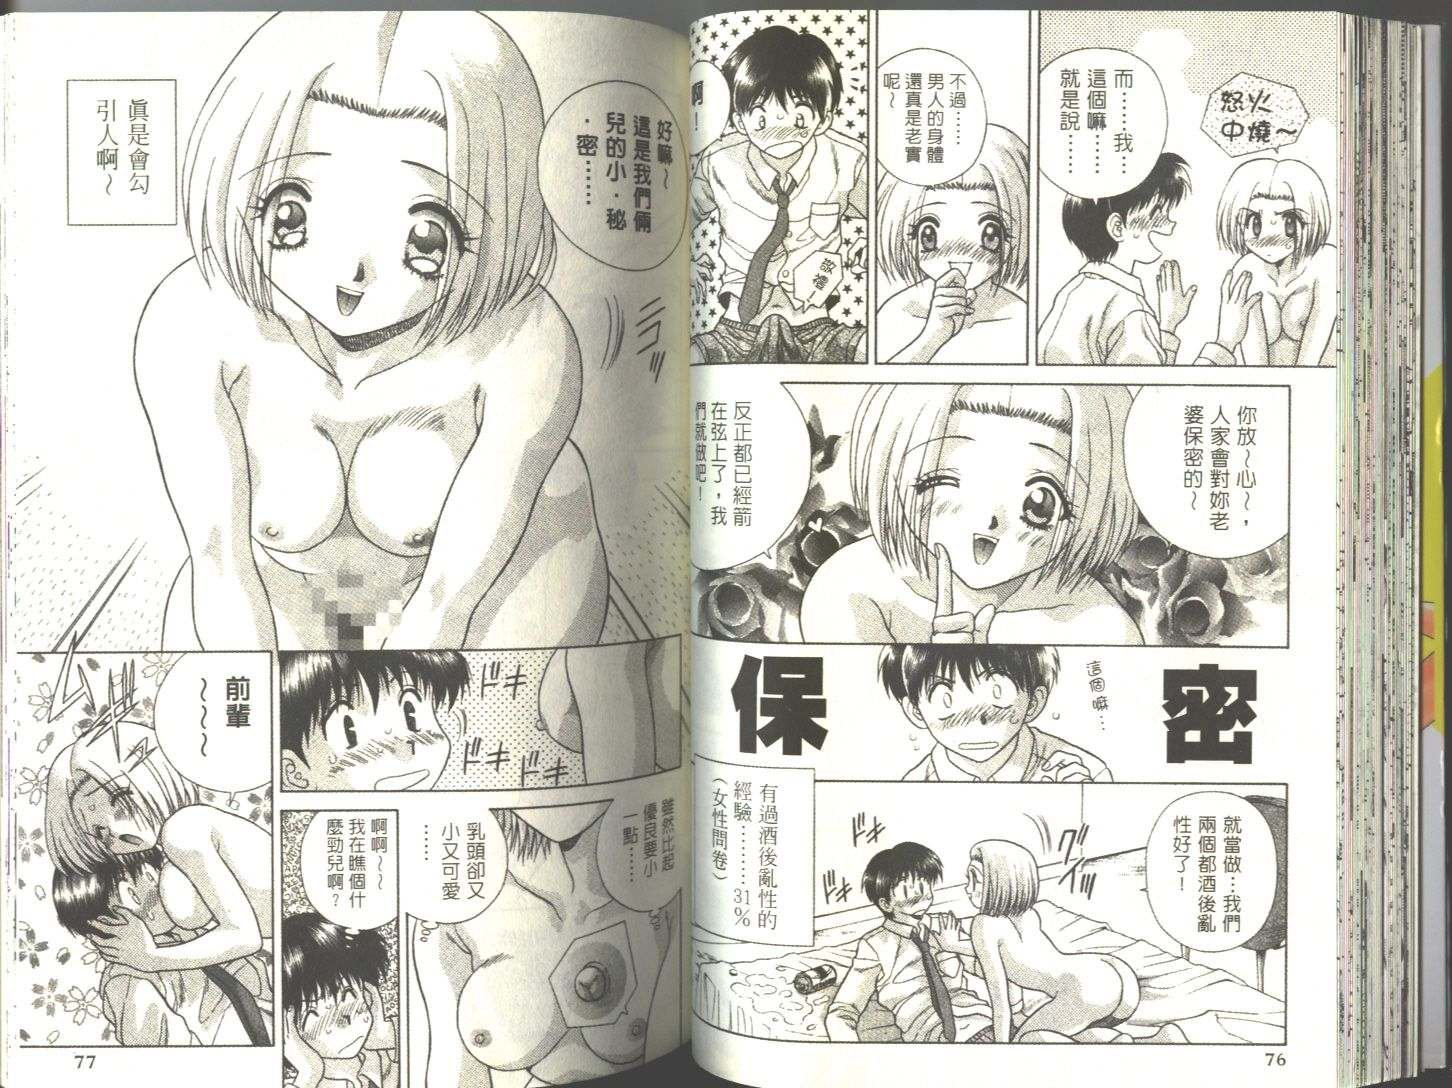 怒火
中燒～
而……我…
這個嘛……
就是說……
不過……
男人的身體
還真是老實
呢～
啊！
敬禮！
你放～心～，
人家會對妳老
婆保密的～
反正都已經箭
在弦上了，我
們就做吧！
保密
這個嘛…
就當做…我們
兩個都酒後亂
性好了！
ドキ
ドキ
グイ
有過酒後亂性的
經驗………31%
（女性問卷）
76
好嘛～
這是我們倆
兒的小．秘
．密……
ニコッ
真是會勾
引人啊～
ドキ
ドキ
ドキ
前輩
～～～
雖然比起
優良要小
一點……
乳頭卻又
小又可愛
……
啊啊～～
我在瞧個什
麼勁兒啊？
77